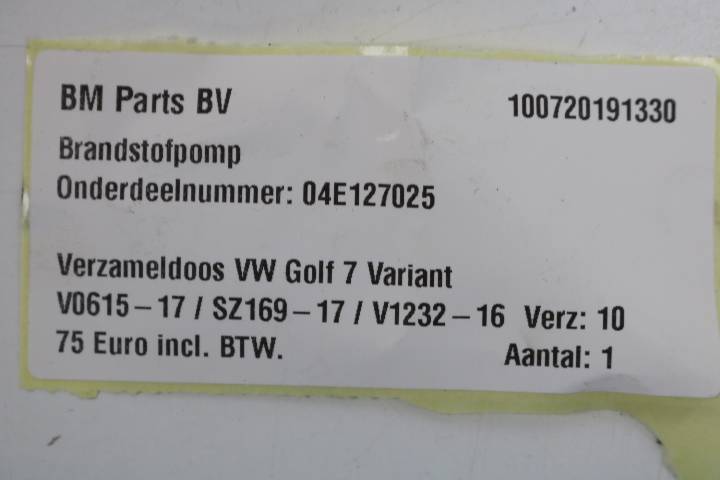 BM Parts BV 100720191330
Brandstofpomp
Onderdeelnummer: 04E127025
Verzameldoos VW Golf 7 Variant
V0615-17 / SZ169-17 / V1232-16 Verz: 10
75 Euro incl. BTW. Aantal: 1